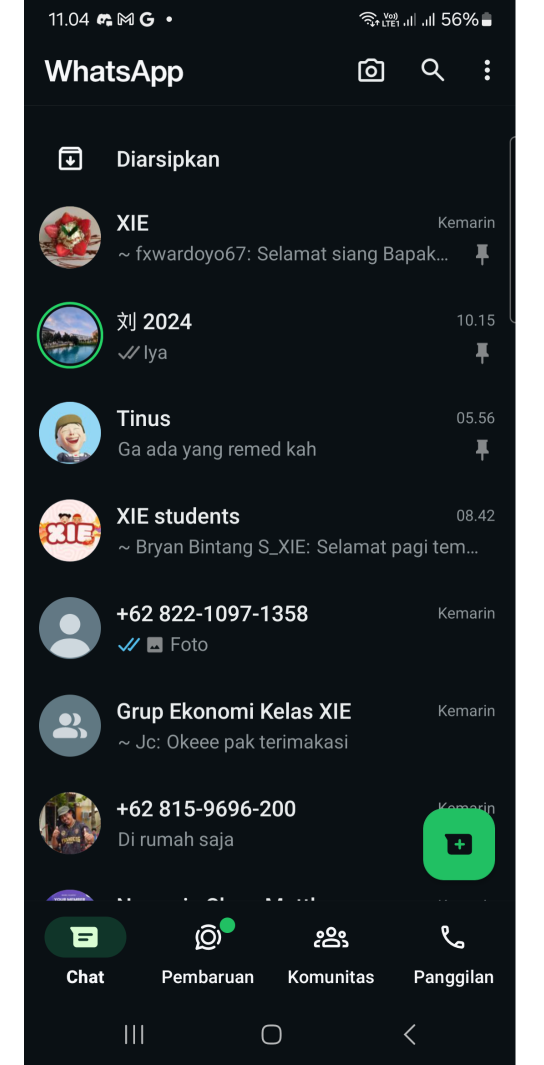 11.04
56%
WhatsApp
Diarsipkan
XIE
Kemarin
~ fxwardoyo67: Selamat siang Bapak...
刘 2024
10.15
Iya
Tinus
05.56
Ga ada yang remed kah
XIE
XIE students
08.42
~ Bryan Bintang S_XIE: Selamat pagi tem...
+62 822-1097-1358
Kemarin
Foto
Grup Ekonomi Kelas XIE
Kemarin
~ Jc: Okeee pak terimakasi
+62 815-9696-200
Kemarin
Di rumah saja
Chat
Pembaruan
Komunitas
Panggilan